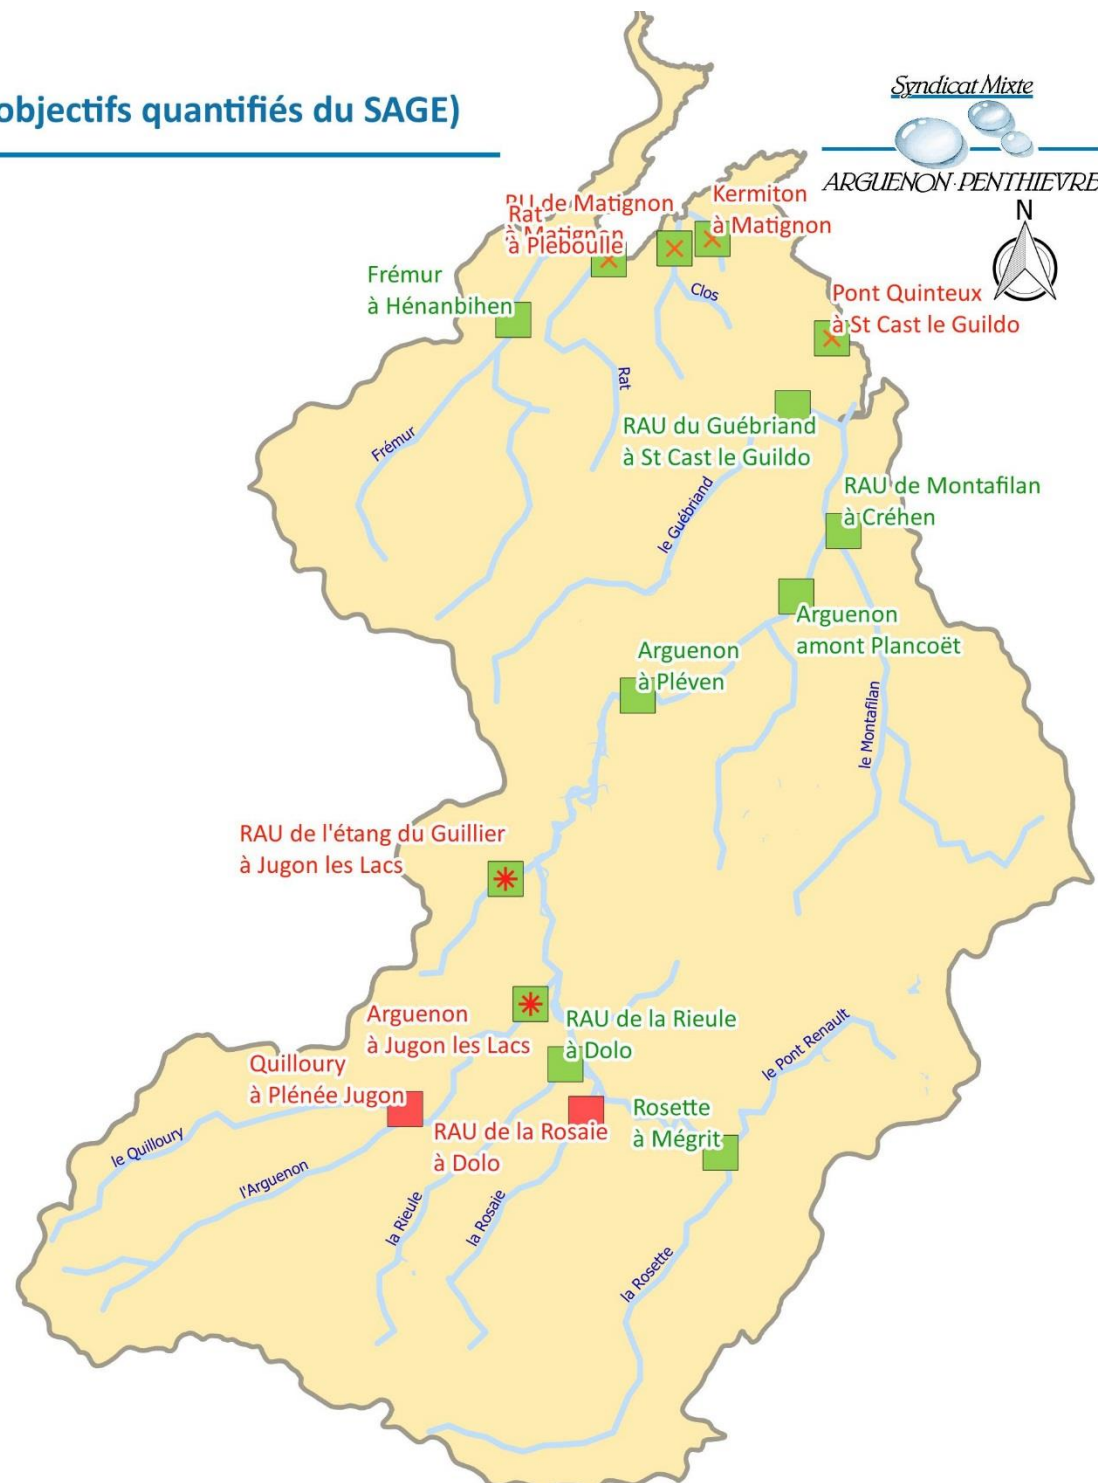 objectifs quantifiés du SAGE)
Syndicat Mixte
ARGUENON·PENTHIEVRE
N
RU de Matignon
à Matignon
Rat
à Pléboulle
Kermiton
à Matignon
Frémur
à Hénanbihen
Clos
Pont Quinteux
à St Cast le Guildo
Rat
RAU du Guébriand
à St Cast le Guildo
Frémur
le Guébriand
RAU de Montafilan
à Créhen
Arguenon
amont Plancoët
Arguenon
à Pléven
le Montafilan
RAU de l'étang du Guillier
à Jugon les Lacs
Arguenon
à Jugon les Lacs
RAU de la Rieule
à Dolo
le Pont Renault
Quilloury
à Plénée Jugon
Rosette
à Mégrit
RAU de la Rosaie
à Dolo
le Quilloury
l'Arguenon
la Rieule
la Rosaie
la Rosette